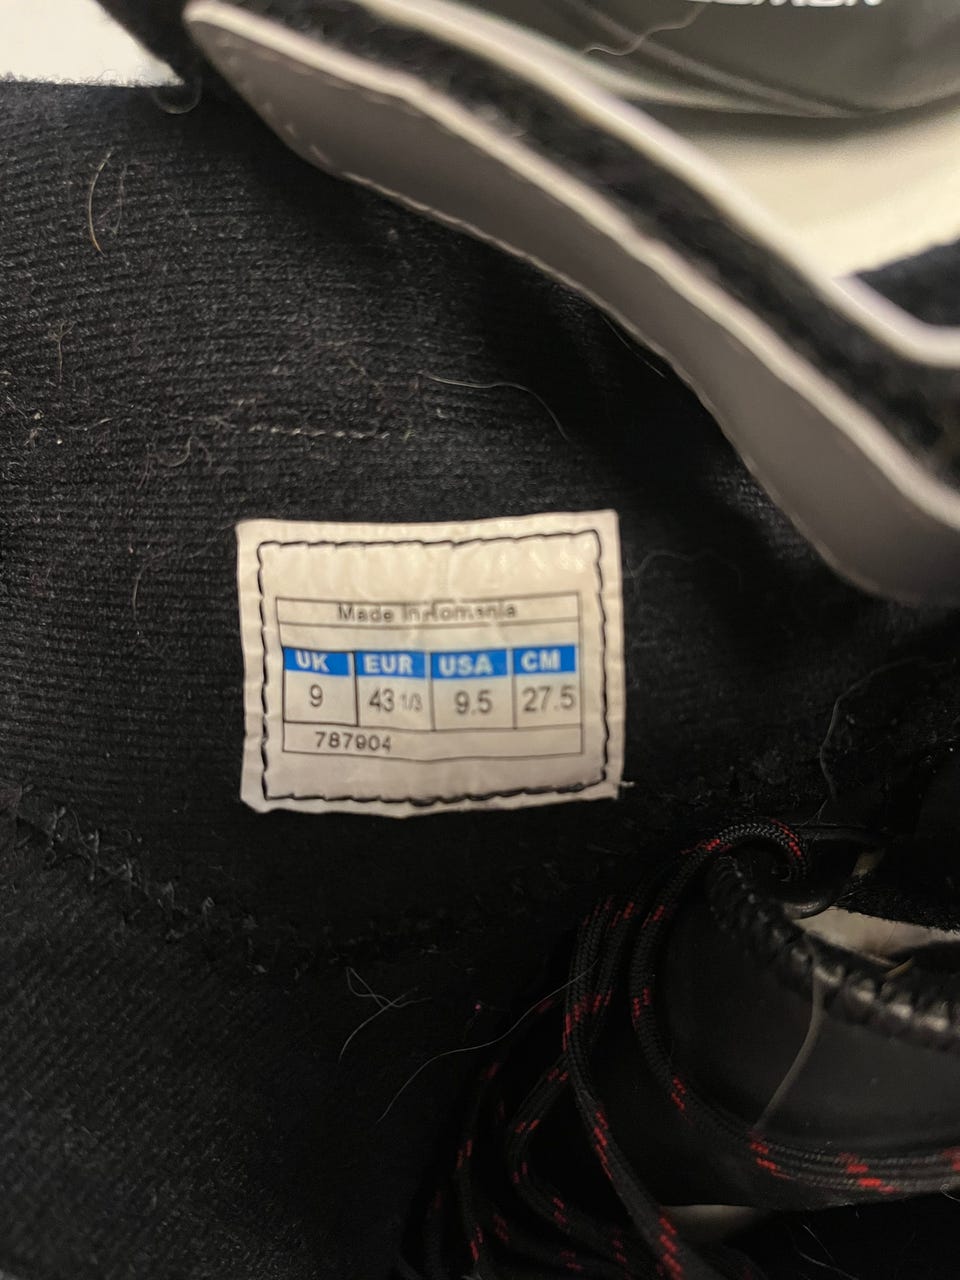 Made In Romania
UK EUR USA CM
9 43 1/3 9.5 27.5
787904